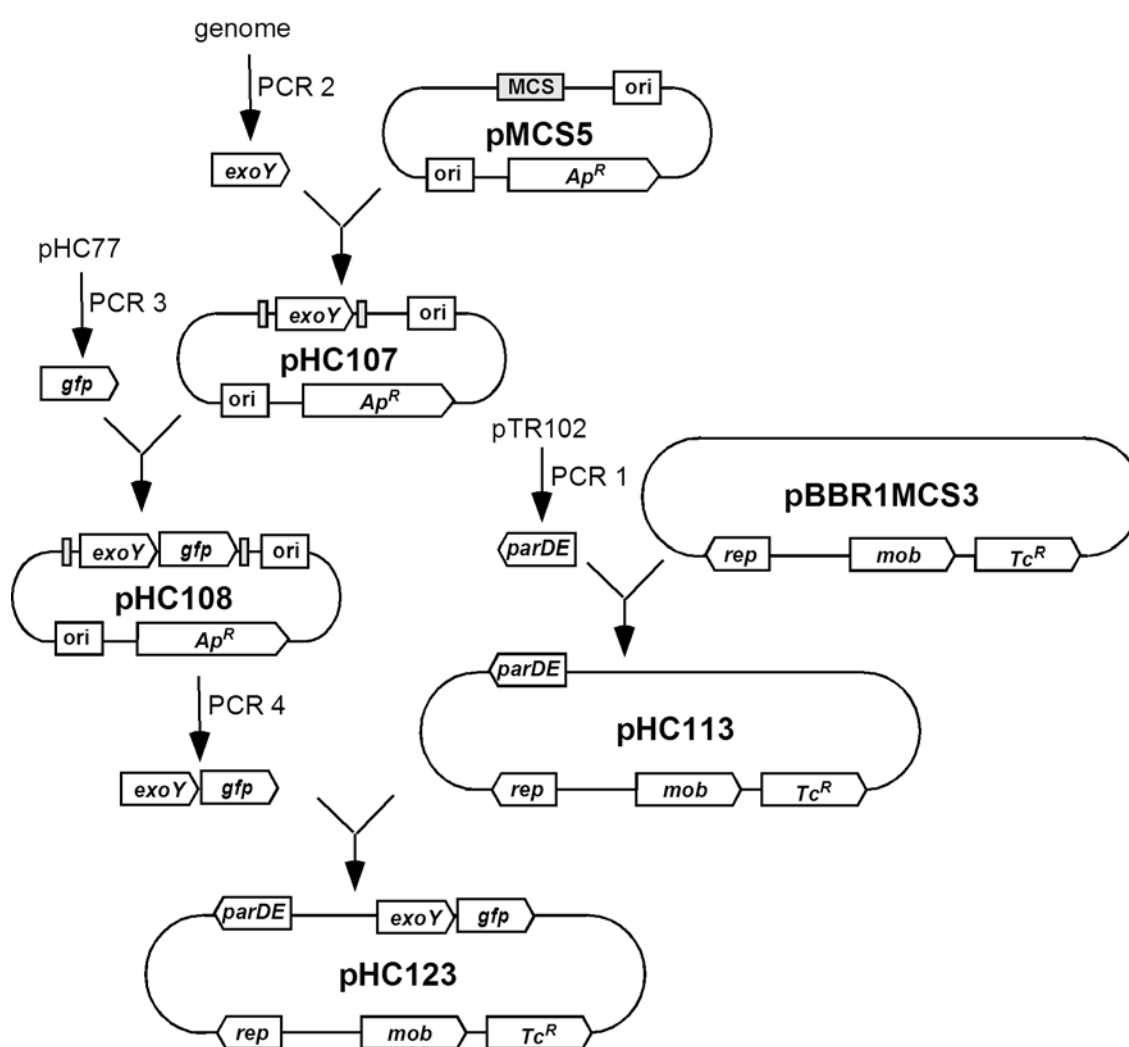 genome
PCR 2
MCS
ori
pMCS5
exoY
ori
Ap^R
pHC77
PCR 3
exoY
ori
pHC107
gfp
ori
Ap^R
pTR102
PCR 1
pBBR1MCS3
exoY
gfp
ori
parDE
rep
mob
Tc^R
pHC108
ori
Ap^R
parDE
PCR 4
pHC113
exoY
gfp
rep
mob
Tc^R
parDE
exoY
gfp
pHC123
rep
mob
Tc^R